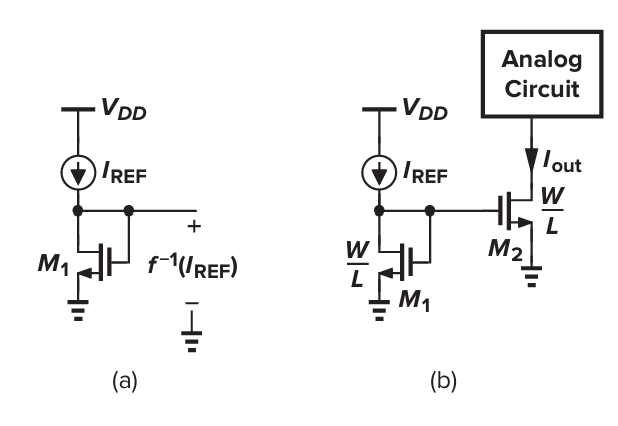 V_DD
I_REF
M_1
+
f^−1(I_REF)
−
(a)
Analog
Circuit
V_DD
I_REF
I_out
W
L
W
L
M_2
M_1
(b)